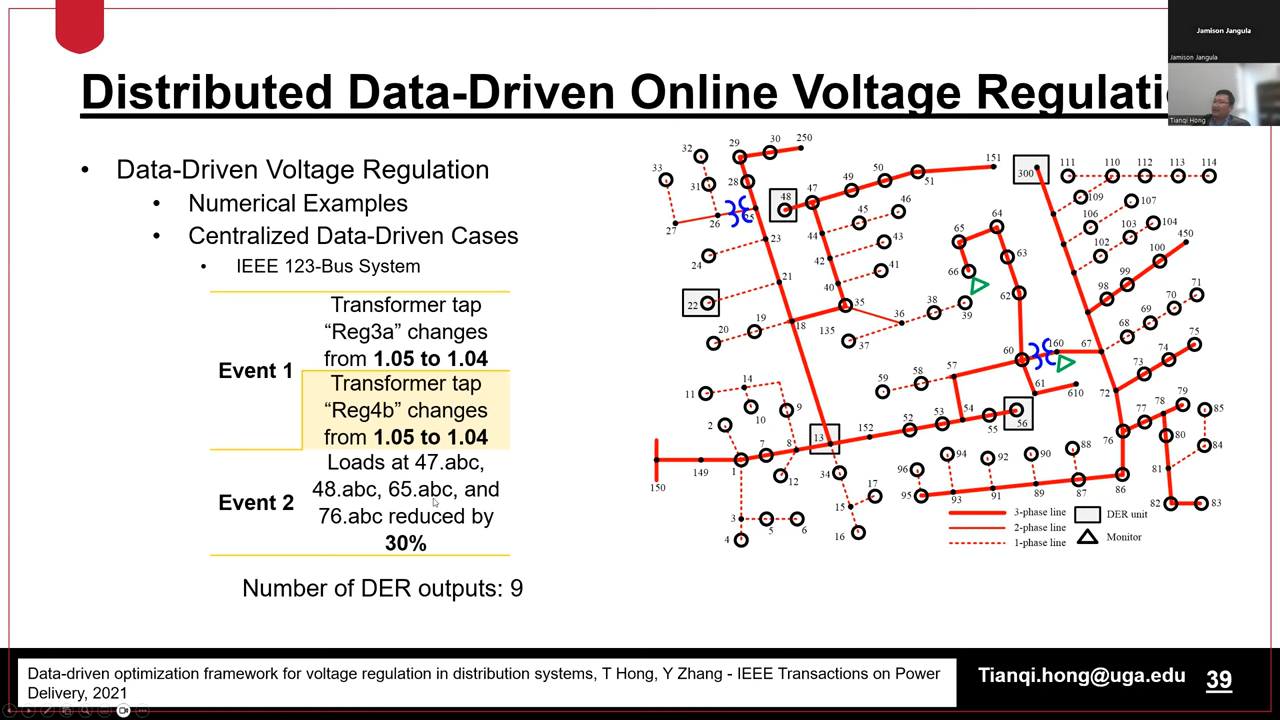 Jamison Jangula
Jamison Jangula
Tianqi Hong
Distributed Data-Driven Online Voltage Regulati
• Data-Driven Voltage Regulation
• Numerical Examples
• Centralized Data-Driven Cases
• IEEE 123-Bus System
Event 1
Transformer tap
“Reg3a” changes
from 1.05 to 1.04
Transformer tap
“Reg4b” changes
from 1.05 to 1.04
Event 2
Loads at 47.abc,
48.abc, 65.abc, and
76.abc reduced by
30%
Number of DER outputs: 9
29 30 250
32
33
28
31
25
26
27
23
24
21
22
20 19 18
48 47 49 50 51 151
46
45
44 43
42
41
40
35
36 38 39
135
37
64
65
63
66
62
60 160 67
57
58
59
61
610
54
53
52
55 56
152
13
14
11
10 9
2
7 8
1
149
150
12
34
17
15
16
3
5 6
4
300
111 110 112 113 114
109
107
106
103 104
102
100 450
99
98
71
70
69
68
75
74
73
72
79
78
77
76
85
80
84
81
82 83
94 92 90 88
96
95 93 91 89 87 86
3-phase line
2-phase line
1-phase line
DER unit
Monitor
Data-driven optimization framework for voltage regulation in distribution systems, T Hong, Y Zhang - IEEE Transactions on Power
Delivery, 2021
Tianqi.hong@uga.edu
39